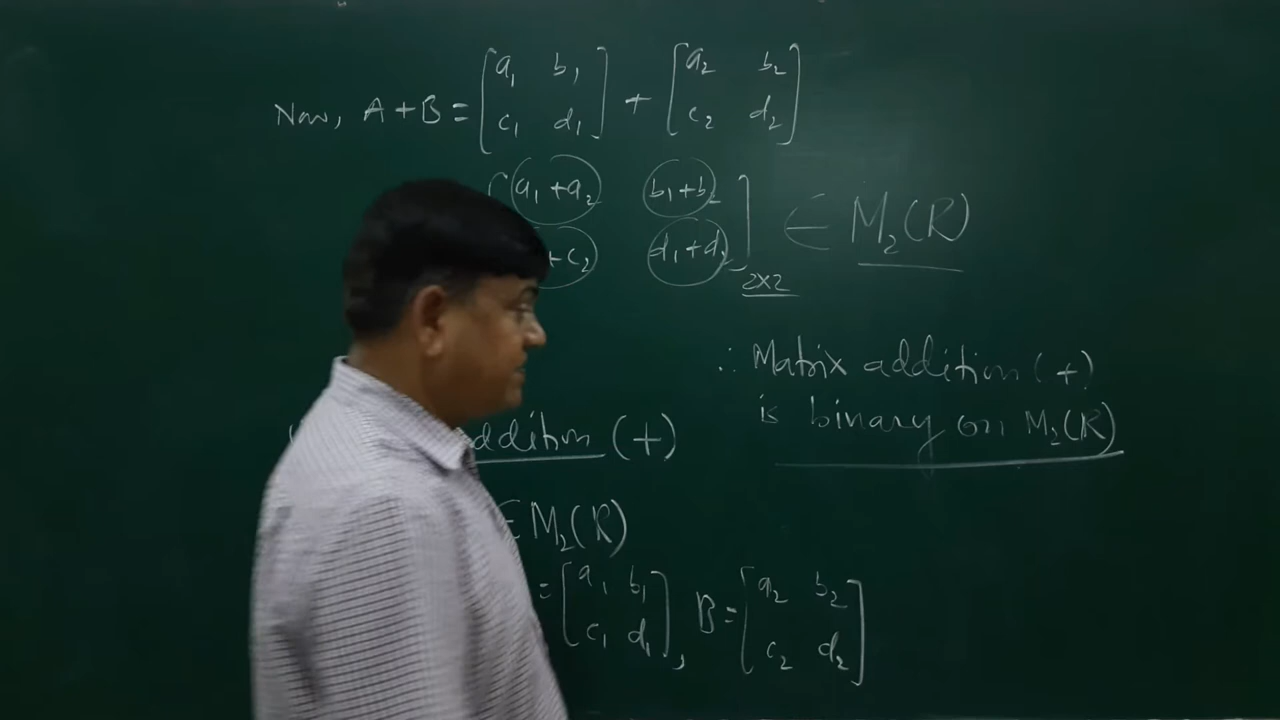 Now, A+B = [a₁ b₁ + [a₂ b₂
c₁ d₁] c₂ d₂]
[a₁+a₂ b₁+b₂
+c₂ d₁+d₂]₂ₓ₂ ∈ M₂(R)
∴ Matrix addition (+)
is binary on M₂(R)
addition (+)
∈ M₂(R)
= [a₁ b₁ B = [a₂ b₂
c₁ d₁], c₂ d₂]